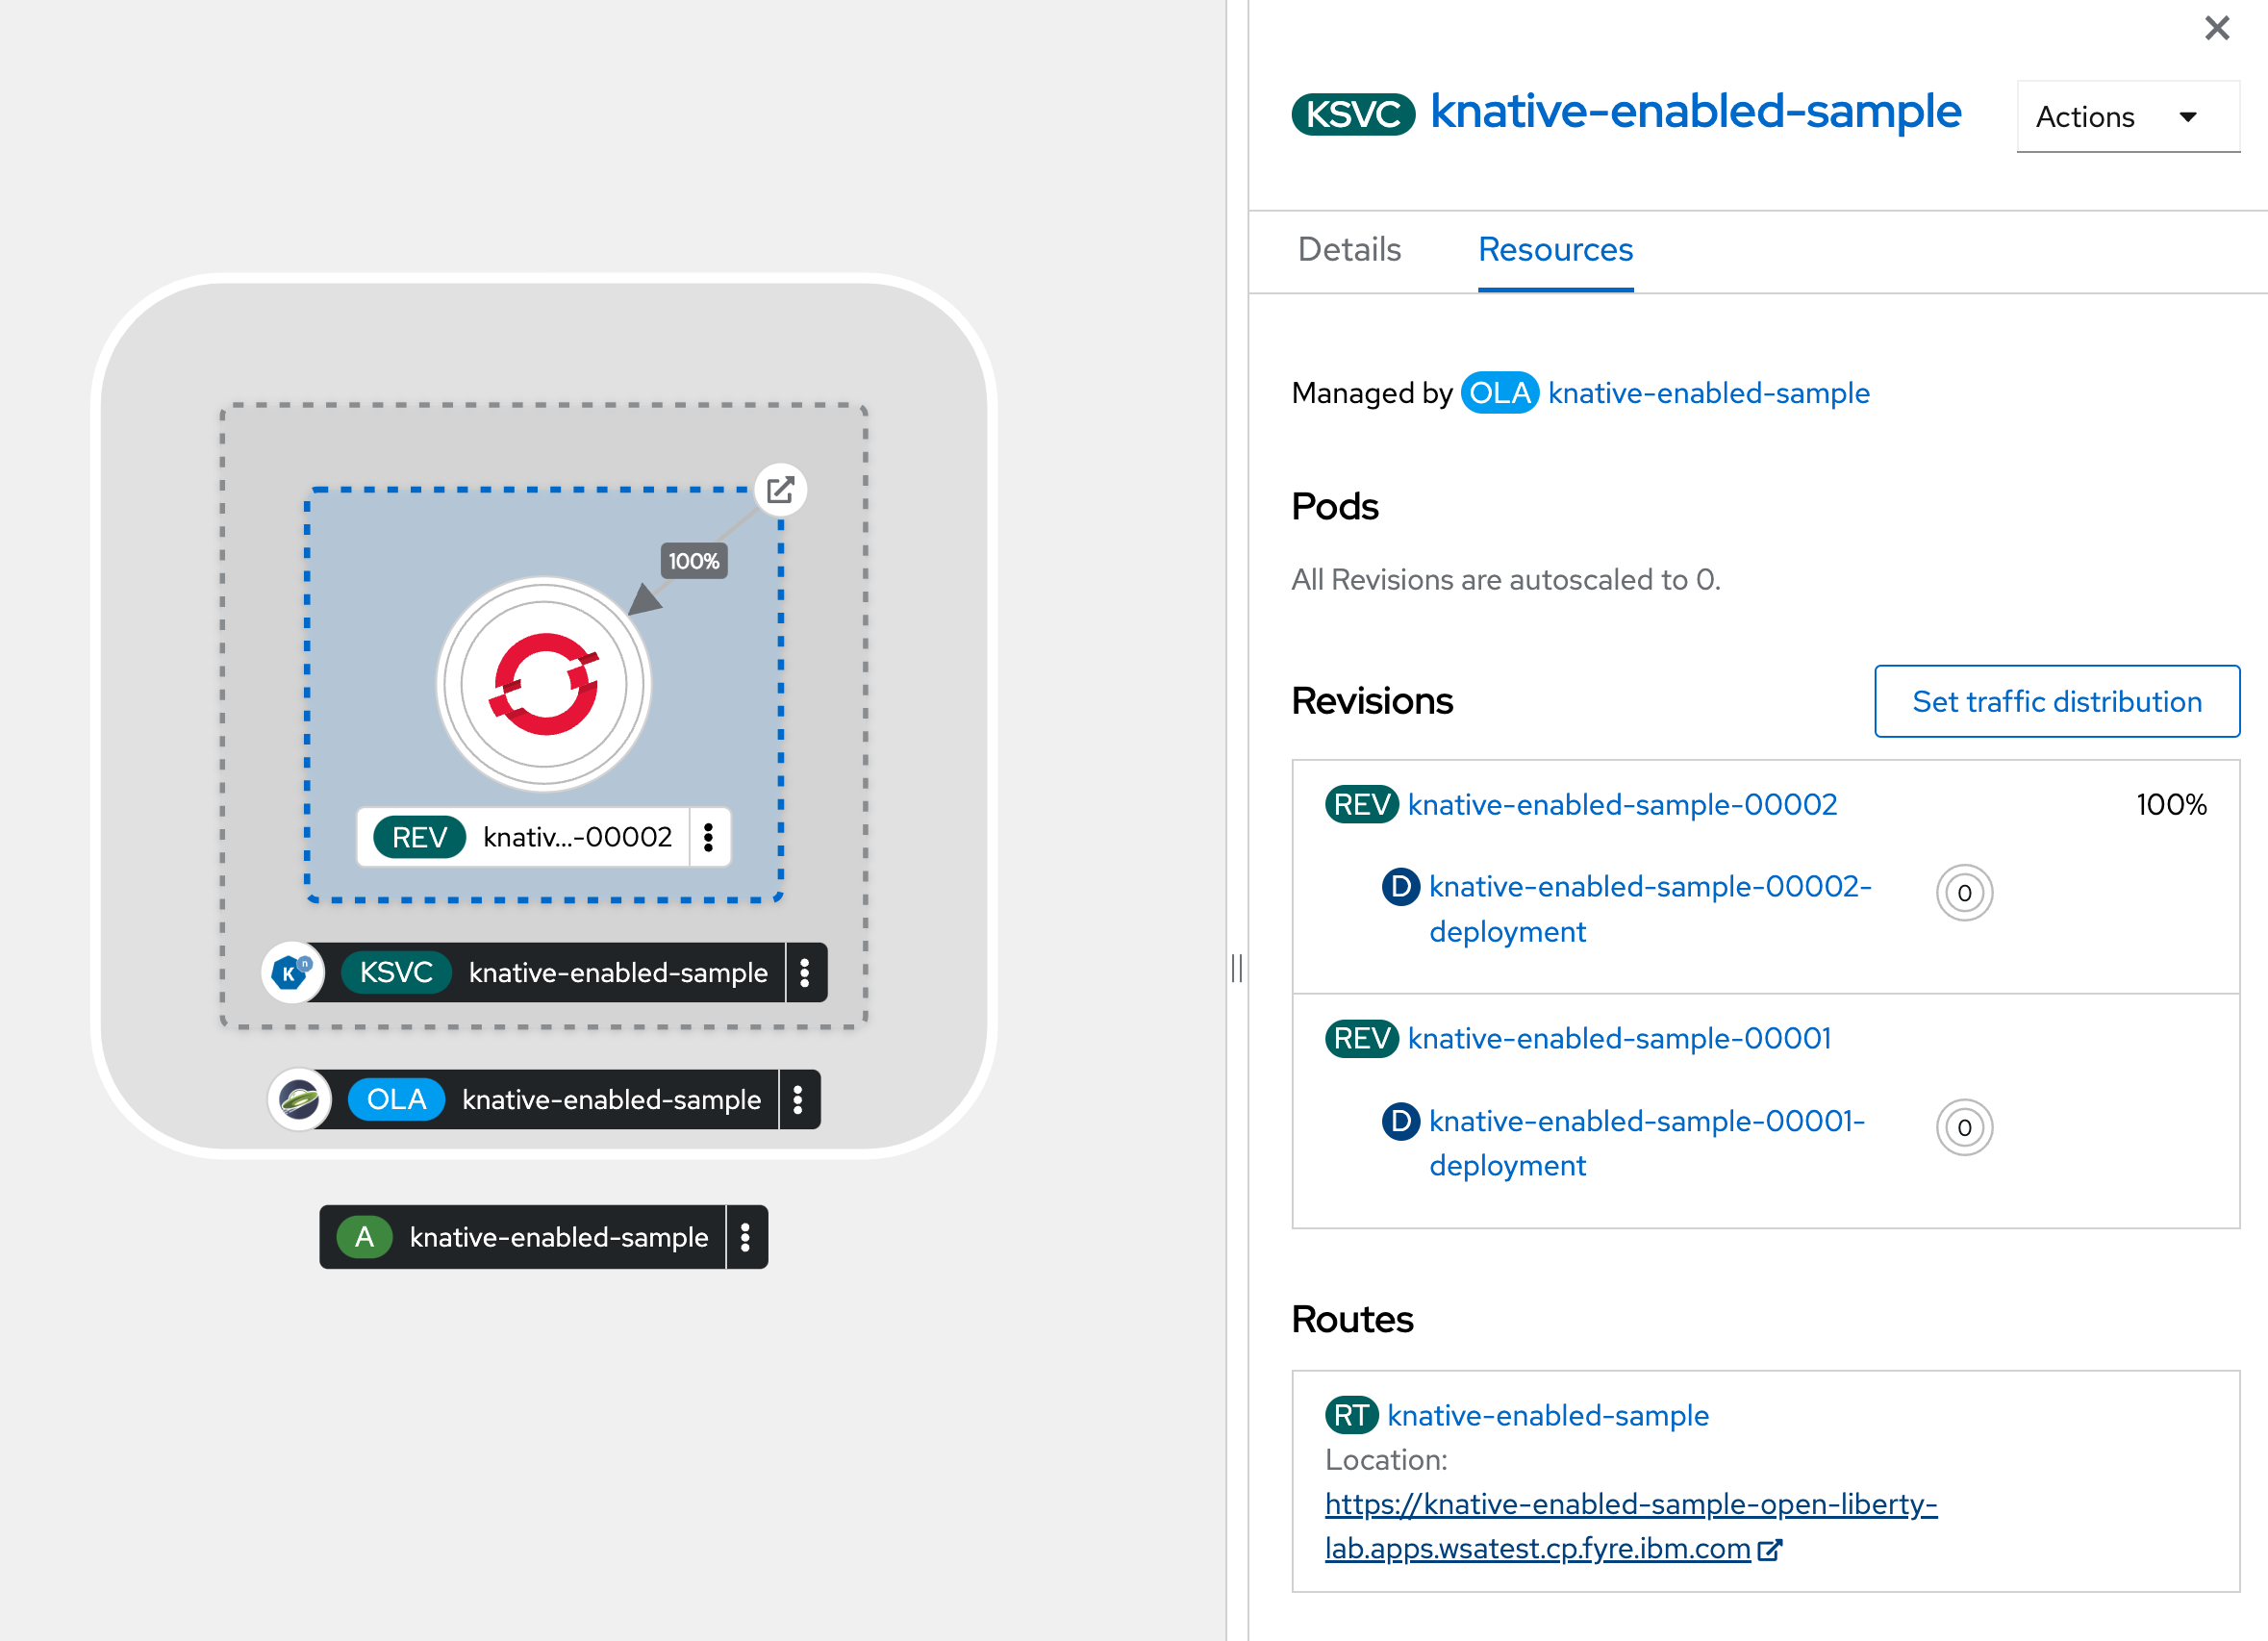 100%
REV knativ...-00002
K n KSVC knative-enabled-sample
OLA knative-enabled-sample
A knative-enabled-sample
KSVC knative-enabled-sample
Actions
Details Resources
Managed by OLA knative-enabled-sample
Pods
All Revisions are autoscaled to 0.
Revisions
Set traffic distribution
REV knative-enabled-sample-00002 100%
D knative-enabled-sample-00002-
deployment
0
REV knative-enabled-sample-00001
D knative-enabled-sample-00001-
deployment
0
Routes
RT knative-enabled-sample
Location:
https://knative-enabled-sample-open-liberty-
lab.apps.wsatest.cp.fyre.ibm.com